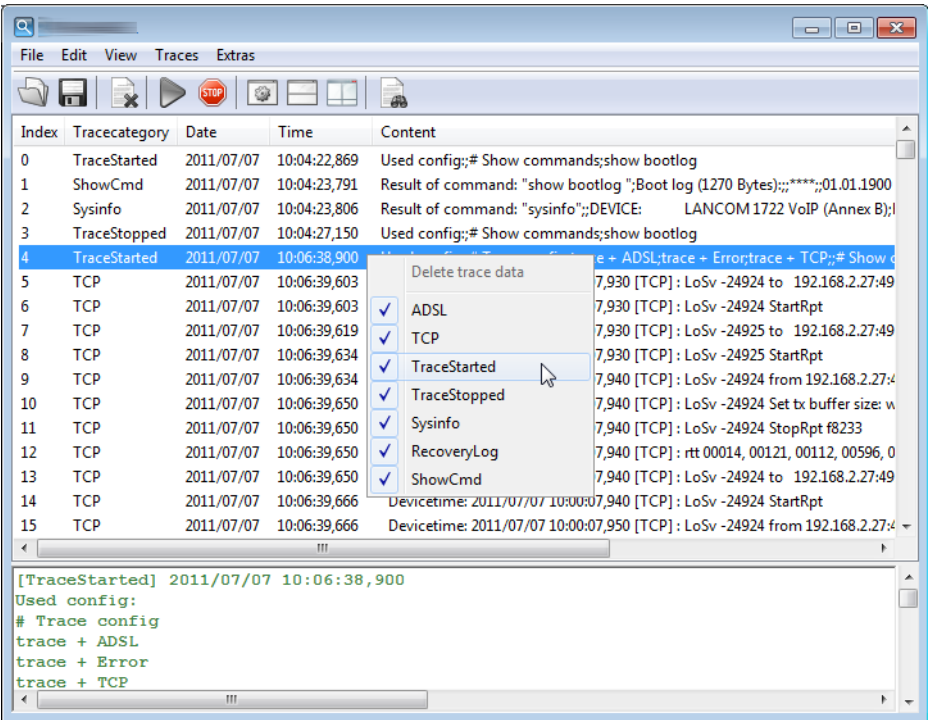 File Edit View Traces Extras
STOP
Index Tracecategory Date Time Content
0 TraceStarted 2011/07/07 10:04:22,869 Used config:;# Show commands;show bootlog
1 ShowCmd 2011/07/07 10:04:23,791 Result of command: "show bootlog ";Boot log (1270 Bytes):;;****;;01.01.1900
2 Sysinfo 2011/07/07 10:04:23,806 Result of command: "sysinfo";;DEVICE: LANCOM 1722 VoIP (Annex B);
3 TraceStopped 2011/07/07 10:04:27,150 Used config:;# Show commands;show bootlog
4 TraceStarted 2011/07/07 10:06:38,900 e + ADSL;trace + Error;trace + TCP;;# Show
5 TCP 2011/07/07 10:06:39,603 7,930 [TCP] : LoSv -24924 to 192.168.2.27:49
6 TCP 2011/07/07 10:06:39,603 7,930 [TCP] : LoSv -24924 StartRpt
7 TCP 2011/07/07 10:06:39,619 7,930 [TCP] : LoSv -24925 to 192.168.2.27:49
8 TCP 2011/07/07 10:06:39,634 7,930 [TCP] : LoSv -24925 StartRpt
9 TCP 2011/07/07 10:06:39,634 7,940 [TCP] : LoSv -24924 from 192.168.2.27:4
10 TCP 2011/07/07 10:06:39,650 7,940 [TCP] : LoSv -24924 Set tx buffer size: w
11 TCP 2011/07/07 10:06:39,650 7,940 [TCP] : LoSv -24924 StopRpt f8233
12 TCP 2011/07/07 10:06:39,650 7,940 [TCP] : rtt 00014, 00121, 00112, 00596, 0
13 TCP 2011/07/07 10:06:39,650 7,940 [TCP] : LoSv -24924 to 192.168.2.27:49
14 TCP 2011/07/07 10:06:39,666 Devicetime: 2011/07/07 10:00:07,940 [TCP] : LoSv -24924 StartRpt
15 TCP 2011/07/07 10:06:39,666 Devicetime: 2011/07/07 10:00:07,950 [TCP] : LoSv -24924 from 192.168.2.27:4
Delete trace data
ADSL
TCP
TraceStarted
TraceStopped
Sysinfo
RecoveryLog
ShowCmd
[TraceStarted] 2011/07/07 10:06:38,900
Used config:
# Trace config
trace + ADSL
trace + Error
trace + TCP